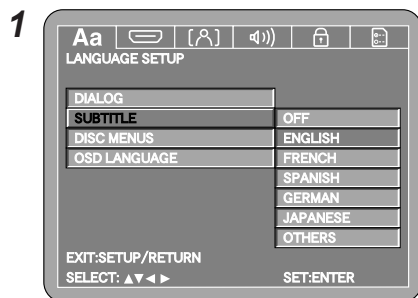 1
Aa
LANGUAGE SETUP
DIALOG
SUBTITLE
DISC MENUS
OSD LANGUAGE
OFF
ENGLISH
FRENCH
SPANISH
GERMAN
JAPANESE
OTHERS
EXIT:SETUP/RETURN
SELECT: ▲▼◄ ►
SET:ENTER